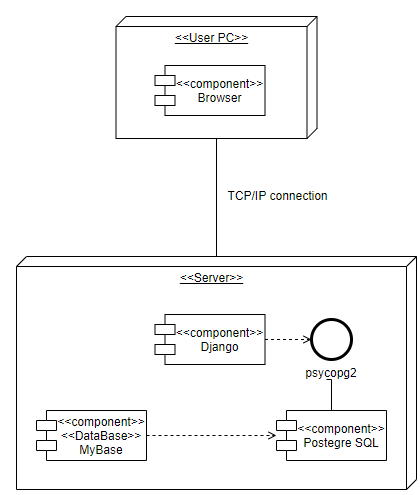 <<User PC>>
<<component>>
Browser
TCP/IP connection
<<Server>>
<<component>>
Django
psycopg2
<<component>>
<<DataBase>>
MyBase
<<component>>
Postegre SQL